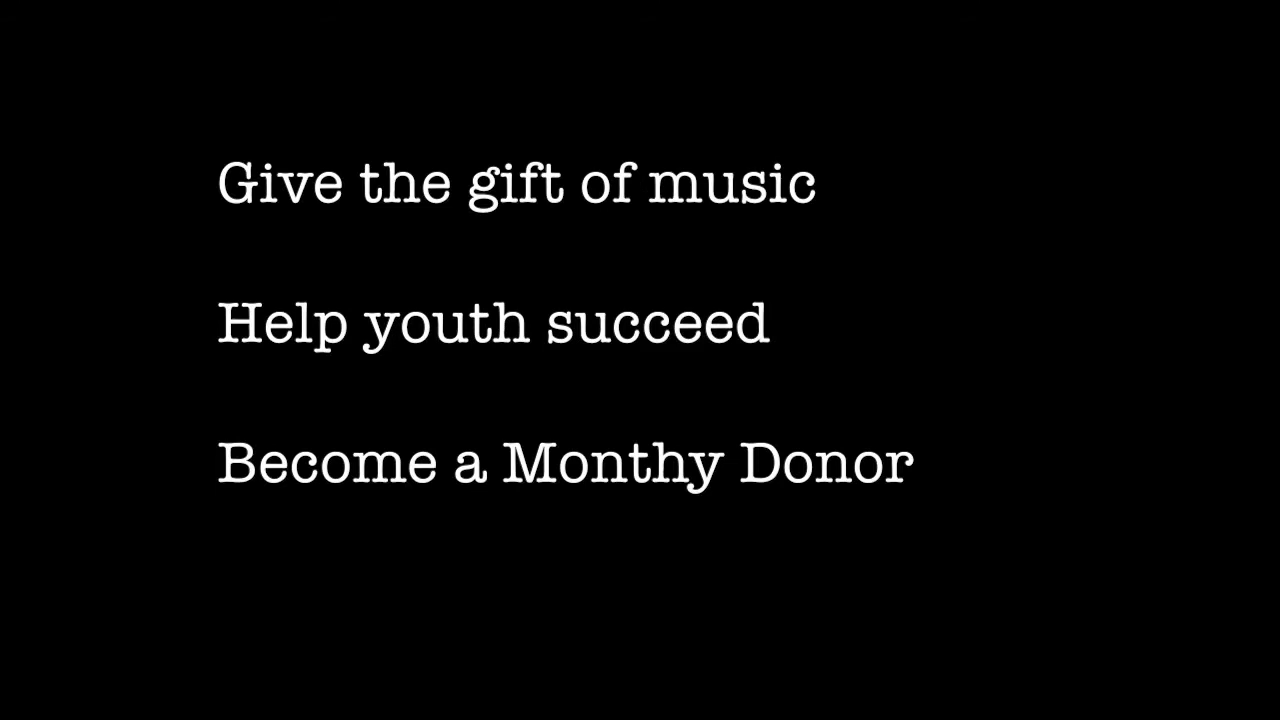 Give the gift of music
Help youth succeed
Become a Monthy Donor